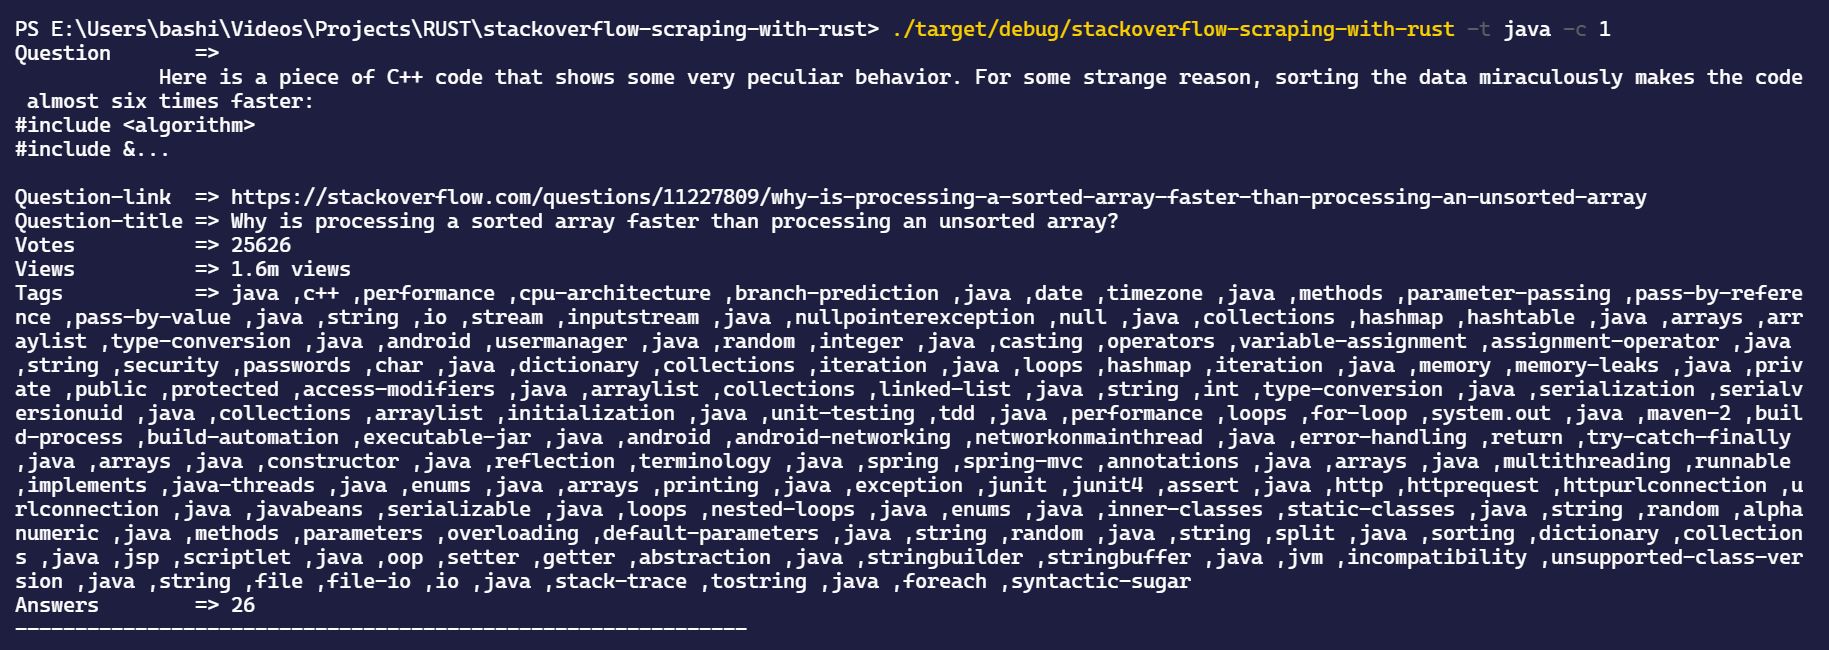 PS E:\Users\bashi\Videos\Projects\RUST\stackoverflow-scraping-with-rust> ./target/debug/stackoverflow-scraping-with-rust -t java -c 1
Question       =>
            Here is a piece of C++ code that shows some very peculiar behavior. For some strange reason, sorting the data miraculously makes the code
 almost six times faster:
#include <algorithm>
#include &...

Question-link  => https://stackoverflow.com/questions/11227809/why-is-processing-a-sorted-array-faster-than-processing-an-unsorted-array
Question-title => Why is processing a sorted array faster than processing an unsorted array?
Votes          => 25626
Views          => 1.6m views
Tags           => java ,c++ ,performance ,cpu-architecture ,branch-prediction ,java ,date ,timezone ,java ,methods ,parameter-passing ,pass-by-refere
nce ,pass-by-value ,java ,string ,io ,stream ,inputstream ,java ,nullpointerexception ,null ,java ,collections ,hashmap ,hashtable ,java ,arrays ,arr
aylist ,type-conversion ,java ,android ,usermanager ,java ,random ,integer ,java ,casting ,operators ,variable-assignment ,assignment-operator ,java
,string ,security ,passwords ,char ,java ,dictionary ,collections ,iteration ,java ,loops ,hashmap ,iteration ,java ,memory ,memory-leaks ,java ,priv
ate ,public ,protected ,access-modifiers ,java ,arraylist ,collections ,linked-list ,java ,string ,int ,type-conversion ,java ,serialization ,serialv
ersionuid ,java ,collections ,arraylist ,initialization ,java ,unit-testing ,tdd ,java ,performance ,loops ,for-loop ,system.out ,java ,maven-2 ,buil
d-process ,build-automation ,executable-jar ,java ,android ,android-networking ,networkonmainthread ,java ,error-handling ,return ,try-catch-finally
,java ,arrays ,java ,constructor ,java ,reflection ,terminology ,java ,spring ,spring-mvc ,annotations ,java ,arrays ,java ,multithreading ,runnable
,implements ,java-threads ,java ,enums ,java ,arrays ,printing ,java ,exception ,junit ,junit4 ,assert ,java ,http ,httprequest ,httpurlconnection ,u
rlconnection ,java ,javabeans ,serializable ,java ,loops ,nested-loops ,java ,enums ,java ,inner-classes ,static-classes ,java ,string ,random ,alpha
numeric ,java ,methods ,parameters ,overloading ,default-parameters ,java ,string ,random ,java ,string ,split ,java ,sorting ,dictionary ,collection
s ,java ,jsp ,scriptlet ,java ,oop ,setter ,getter ,abstraction ,java ,stringbuilder ,stringbuffer ,java ,jvm ,incompatibility ,unsupported-class-ver
sion ,java ,string ,file ,file-io ,io ,java ,stack-trace ,tostring ,java ,foreach ,syntactic-sugar
Answers        => 26
-------------------------------------------------------------